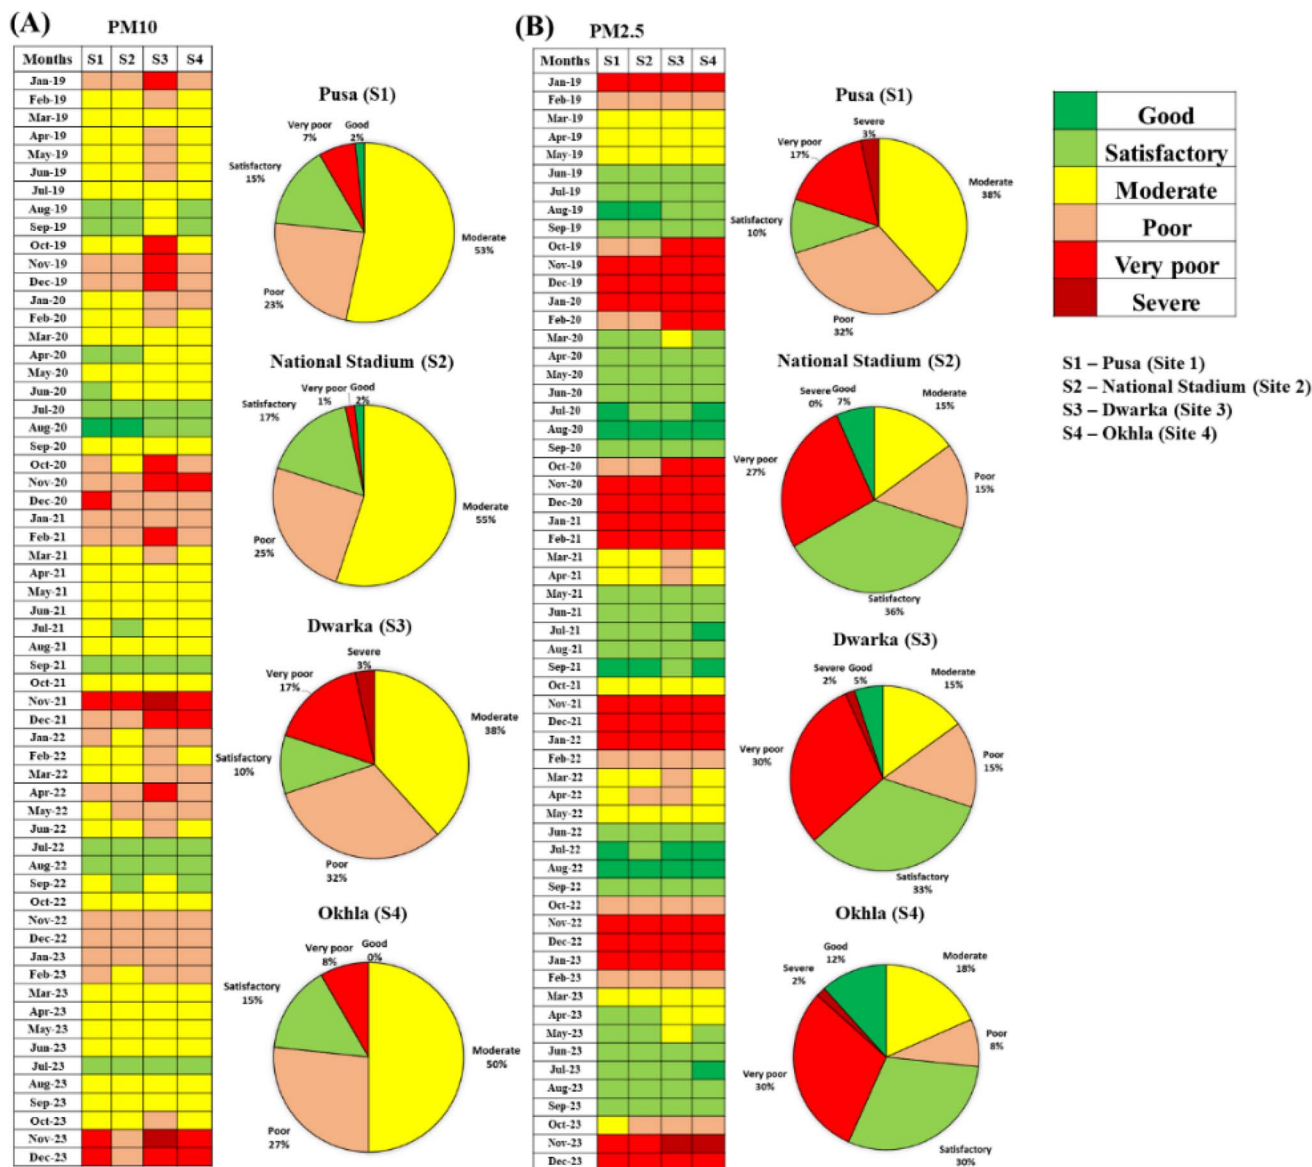 (A)
PM10
Months S1 S2 S3 S4
Jan-19
Feb-19
Mar-19
Apr-19
May-19
Jun-19
Jul-19
Aug-19
Sep-19
Oct-19
Nov-19
Dec-19
Jan-20
Feb-20
Mar-20
Apr-20
May-20
Jun-20
Jul-20
Aug-20
Sep-20
Oct-20
Nov-20
Dec-20
Jan-21
Feb-21
Mar-21
Apr-21
May-21
Jun-21
Jul-21
Aug-21
Sep-21
Oct-21
Nov-21
Dec-21
Jan-22
Feb-22
Mar-22
Apr-22
May-22
Jun-22
Jul-22
Aug-22
Sep-22
Oct-22
Nov-22
Dec-22
Jan-23
Feb-23
Mar-23
Apr-23
May-23
Jun-23
Jul-23
Aug-23
Sep-23
Oct-23
Nov-23
Dec-23
Pusa (S1)
Very poor
7%
Good
2%
Satisfactory
15%
Moderate
53%
Poor
23%
National Stadium (S2)
Very poor
1%
Good
2%
Satisfactory
17%
Poor
25%
Moderate
55%
Dwarka (S3)
Severe
3%
Very poor
17%
Moderate
38%
Satisfactory
10%
Poor
32%
Okhla (S4)
Very poor
8%
Good
0%
Satisfactory
15%
Moderate
50%
Poor
27%
(B)
PM2.5
Months S1 S2 S3 S4
Jan-19
Feb-19
Mar-19
Apr-19
May-19
Jun-19
Jul-19
Aug-19
Sep-19
Oct-19
Nov-19
Dec-19
Jan-20
Feb-20
Mar-20
Apr-20
May-20
Jun-20
Jul-20
Aug-20
Sep-20
Oct-20
Nov-20
Dec-20
Jan-21
Feb-21
Mar-21
Apr-21
May-21
Jun-21
Jul-21
Aug-21
Sep-21
Oct-21
Nov-21
Dec-21
Jan-22
Feb-22
Mar-22
Apr-22
May-22
Jun-22
Jul-22
Aug-22
Sep-22
Oct-22
Nov-22
Dec-22
Jan-23
Feb-23
Mar-23
Apr-23
May-23
Jun-23
Jul-23
Aug-23
Sep-23
Oct-23
Nov-23
Dec-23
Pusa (S1)
Severe
3%
Very poor
17%
Moderate
38%
Satisfactory
10%
Poor
32%
National Stadium (S2)
Severe
0%
Good
7%
Moderate
15%
Very poor
27%
Poor
15%
Satisfactory
36%
Dwarka (S3)
Severe
2%
Good
5%
Moderate
15%
Very poor
30%
Poor
15%
Satisfactory
33%
Okhla (S4)
Good
12%
Severe
2%
Moderate
18%
Poor
8%
Very poor
30%
Satisfactory
30%
Good
Satisfactory
Moderate
Poor
Very poor
Severe
S1 – Pusa (Site 1)
S2 – National Stadium (Site 2)
S3 – Dwarka (Site 3)
S4 – Okhla (Site 4)